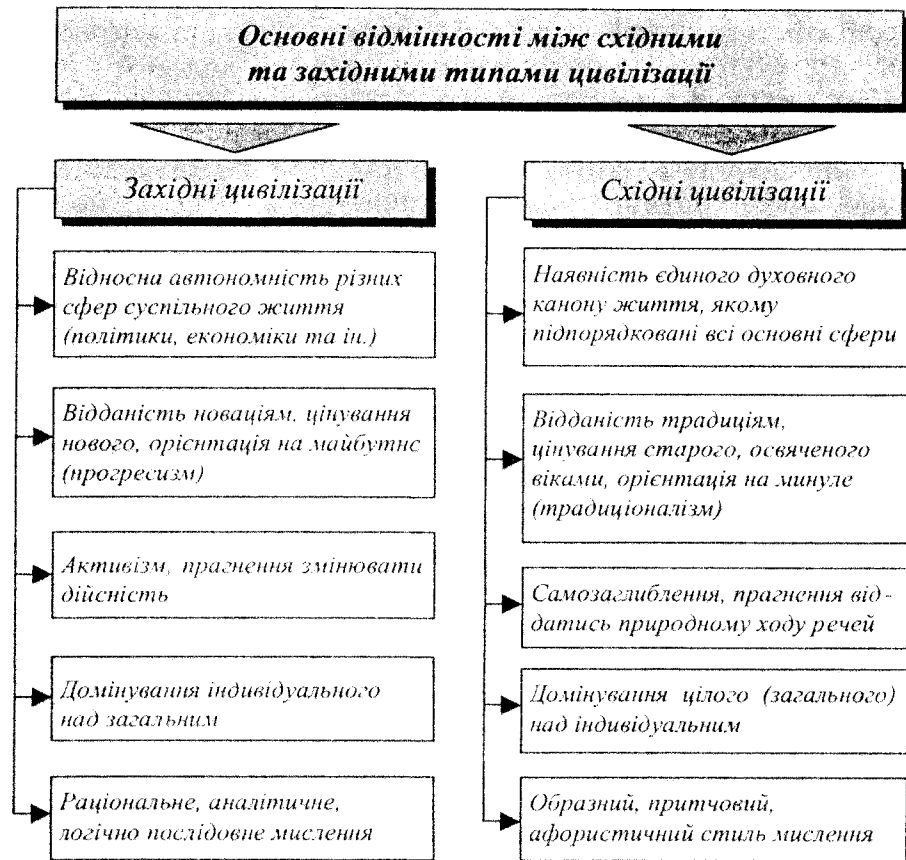 Основні відмінності між східними
та західними типами цивілізації
Західні цивілізації
Відносна автономність різних
сфер суспільного життя
(політики, економіки та ін.)
Відданість новаціям, цінування
нового, орієнтація на майбутнє
(прогресизм)
Активізм, прагнення змінювати
дійсність
Домінування індивідуального
над загальним
Раціональне, аналітичне,
логічно послідовне мислення
Східні цивілізації
Наявність єдиного духовного
канону життя, якому
підпорядковані всі основні сфери
Відданість традиціям,
цінування старого, освяченого
віками, орієнтація на минуле
(традиціоналізм)
Самозаглиблення, прагнення від-
датись природному ходу речей
Домінування цілого (загального)
над індивідуальним
Образний, притчовий,
афористичний стиль мислення